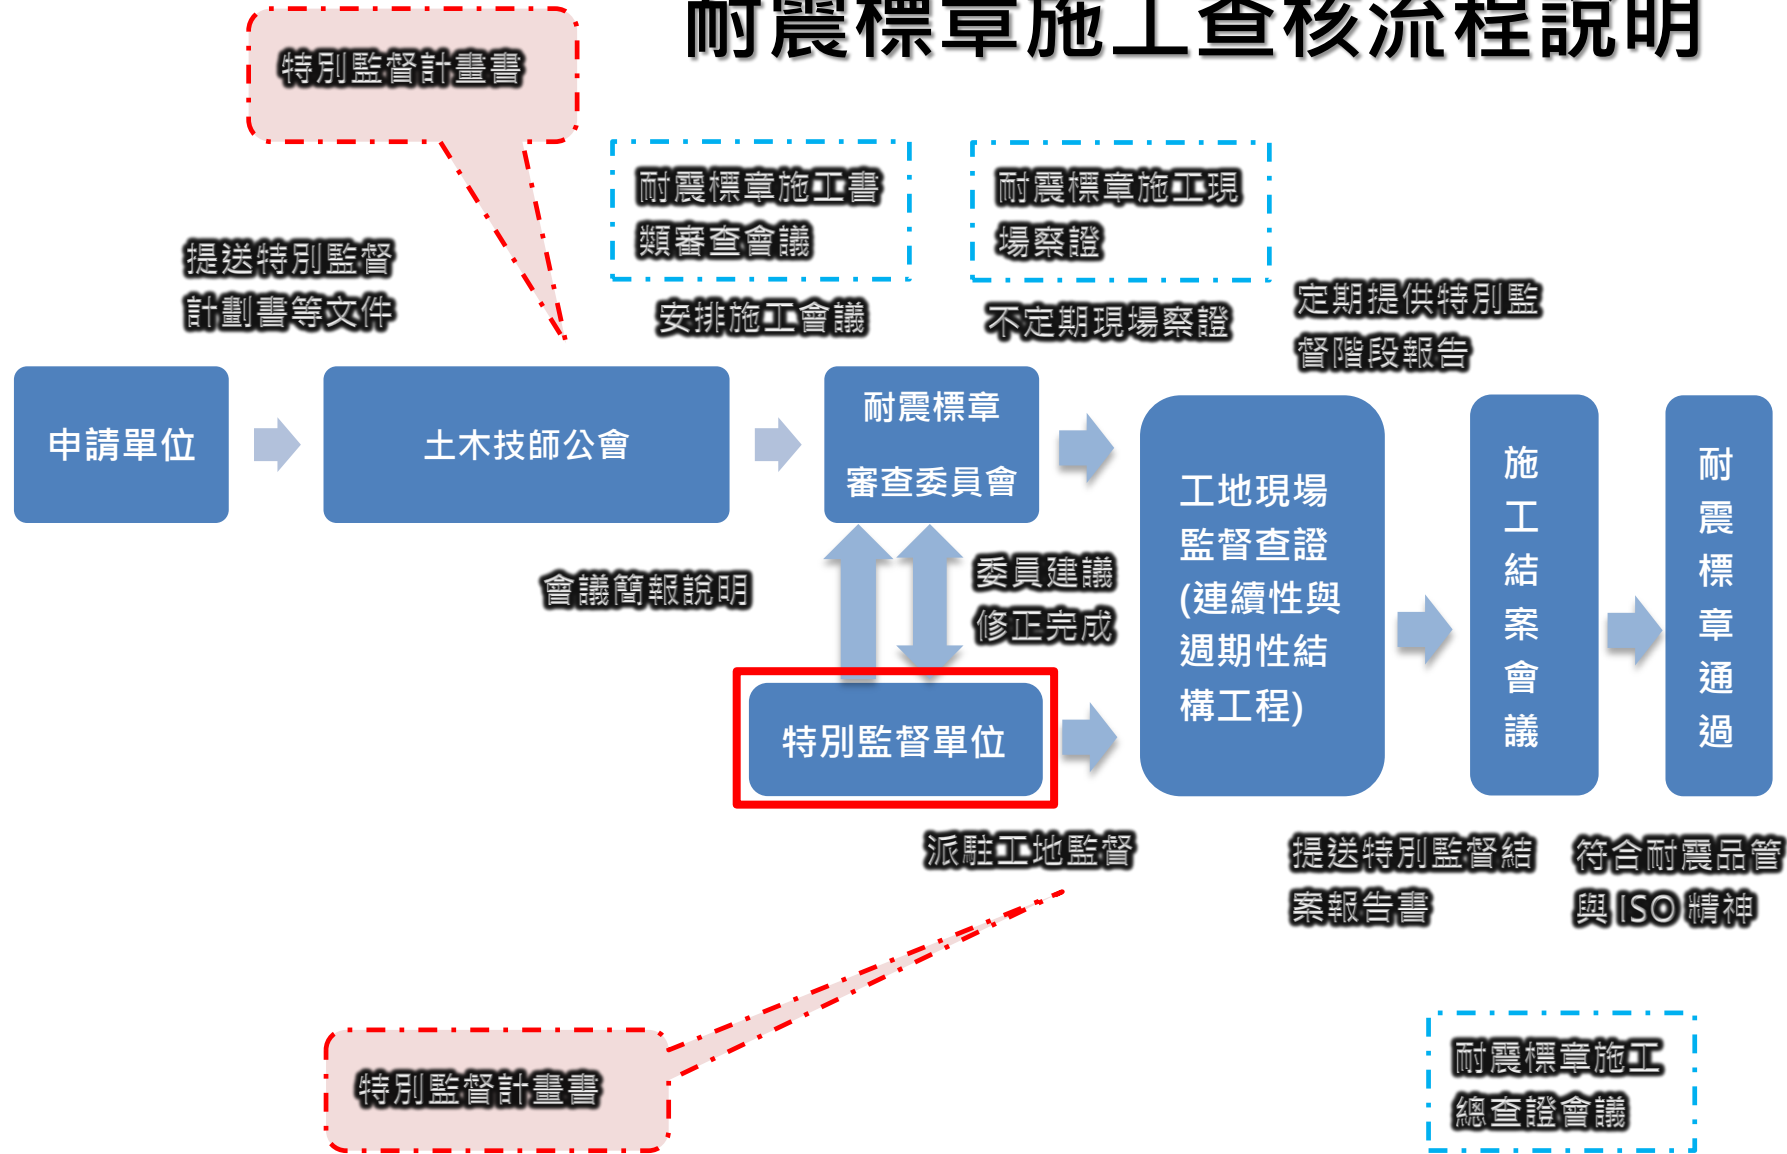 耐震標章施工查核流程說明
特別監督計畫書
耐震標章施工書
類審查會議
耐震標章施工現
場察證
提送特別監督
計劃書等文件
安排施工會議
不定期現場察證
定期提供特別監
督階段報告
申請單位
土木技師公會
耐震標章
審查委員會
工地現場
監督查證
(連續性與
週期性結
構工程)
施
工
結
案
會
議
耐
震
標
章
通
過
會議簡報說明
委員建議
修正完成
特別監督單位
派駐工地監督
提送特別監督結
案報告書
符合耐震品管
與 ISO 精神
特別監督計畫書
耐震標章施工
總查證會議